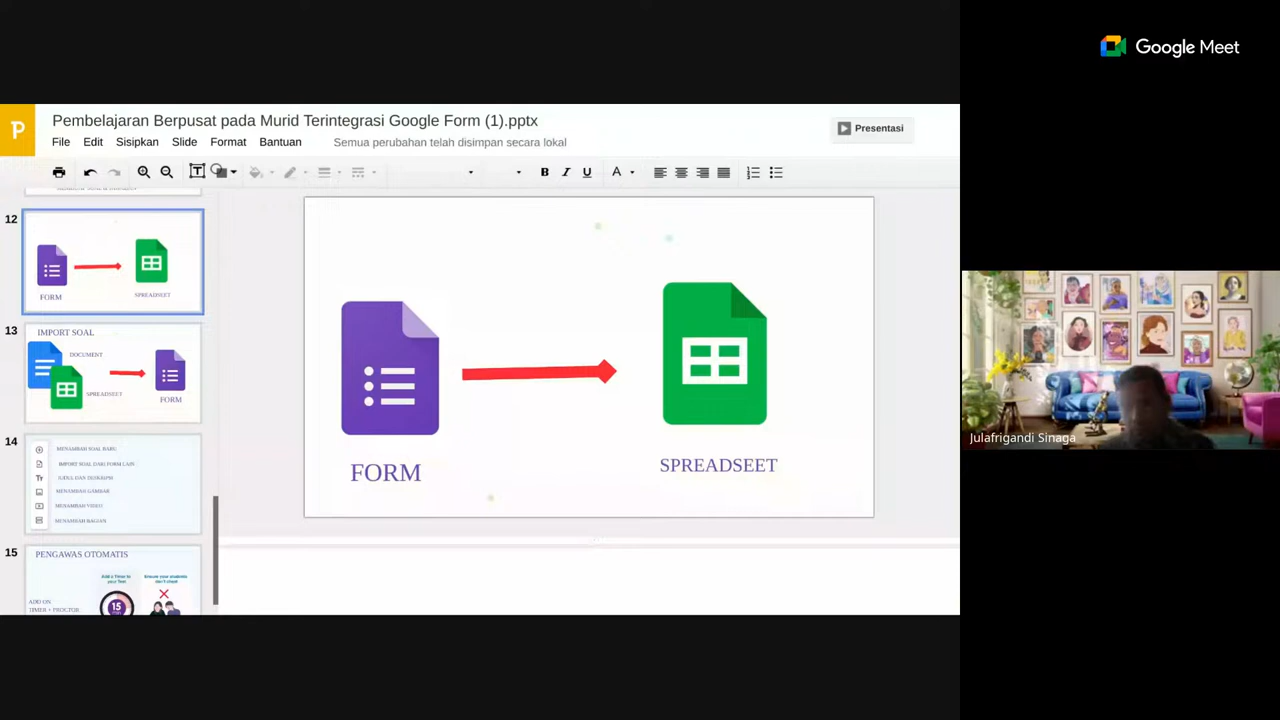 Google Meet
P
Pembelajaran Berpusat pada Murid Terintegrasi Google Form (1).pptx
File Edit Sisipkan Slide Format Bantuan Semua perubahan telah disimpan secara lokal
Presentasi
B I U A
12
FORM
SPREADSEET
13
IMPORT SOAL
DOCUMENT
SPREADSEET
FORM
14
MENAMBAH SOAL BARU
IMPORT SOAL DARI FORM LAIN
JUDUL DAN DESKRIPSI
MENAMBAH GAMBAR
MENAMBAH VIDEO
MENAMBAH BAGIAN
15
PENGAWAS OTOMATIS
Add a Timer to
your Test
Ensure your students
don't cheat
ADD ON
TIMER + PROCTOR
15
FORM
SPREADSEET
Julafrigandi Sinaga